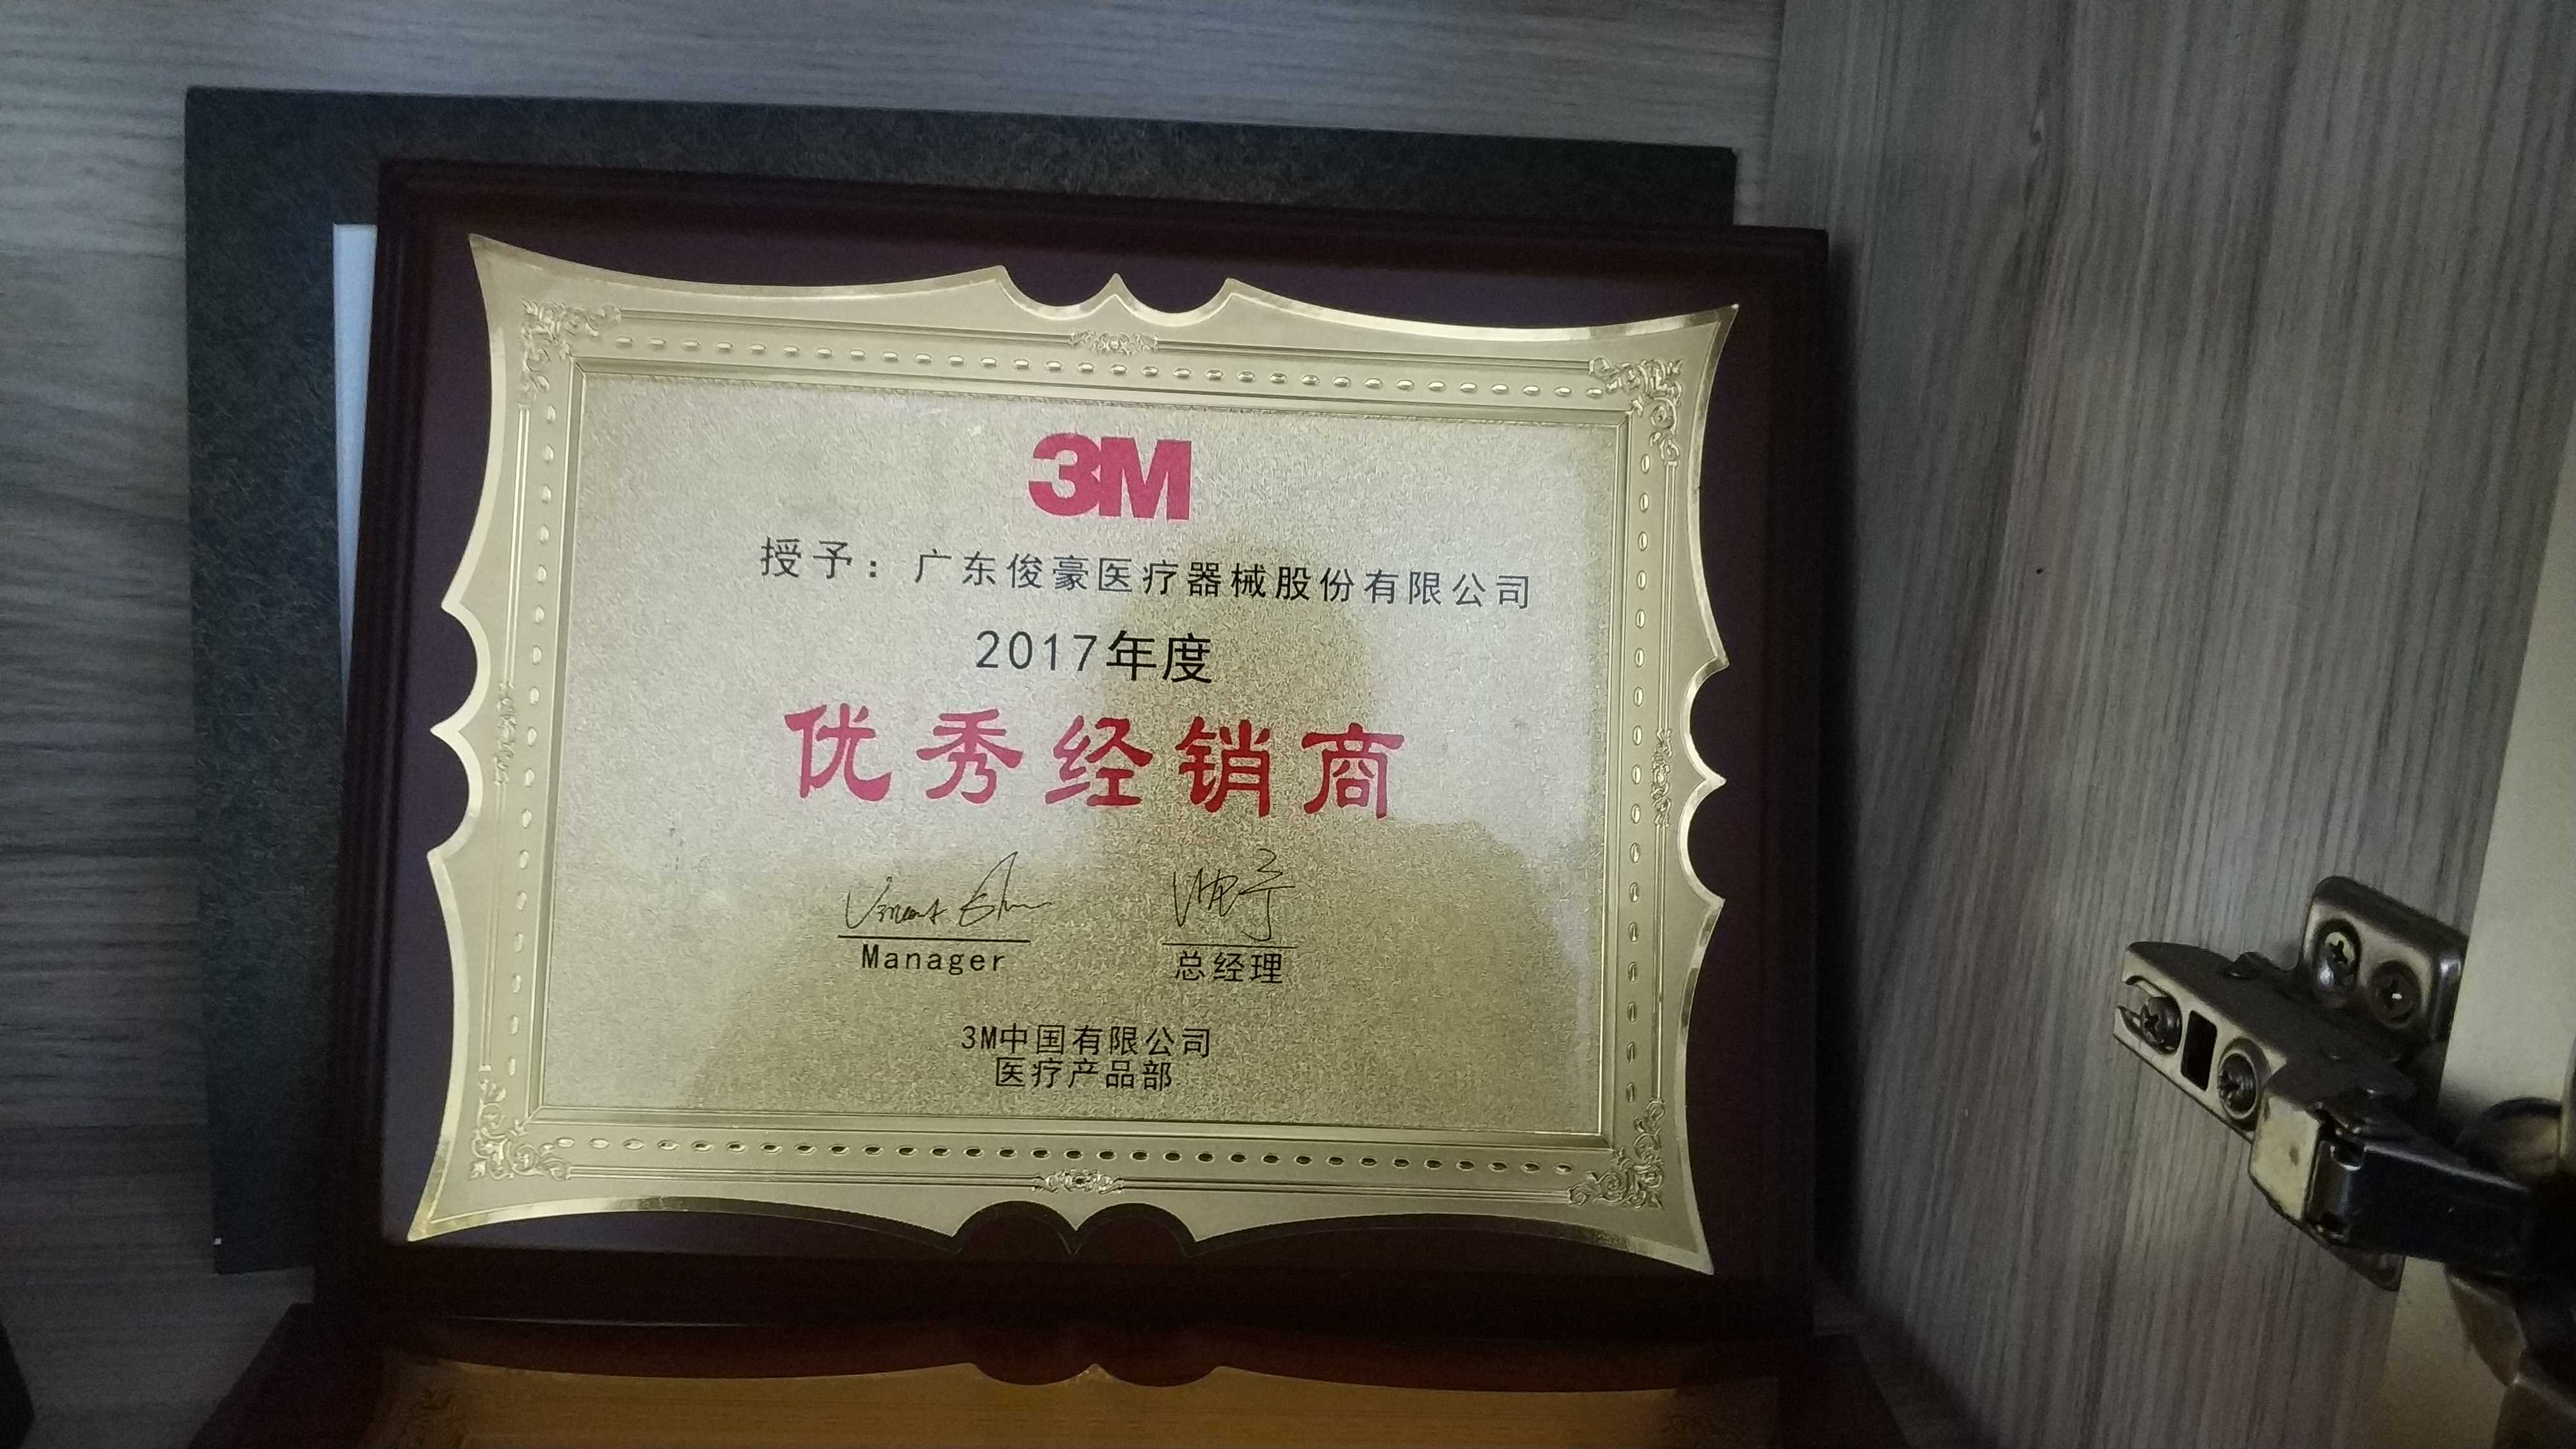 3M
授予：广东俊豪医疗器械股份有限公司
2017年度
优秀经销商
Manager 总经理
3M中国有限公司
医疗产品部